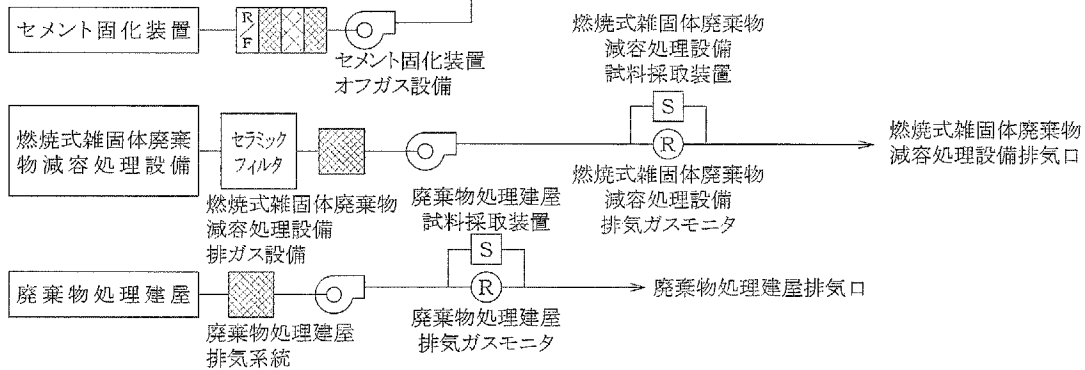 セメント固化装置
R
/
F
セメント固化装置
オフガス設備
燃焼式雑固体廃棄物
減容処理設備
試料採取装置
S
R
燃焼式雑固体廃棄
物減容処理設備
セラミック
フィルタ
燃焼式雑固体廃棄物
減容処理設備
排ガス設備
燃焼式雑固体廃棄物
減容処理設備
排気ガスモニタ
燃焼式雑固体廃棄物
減容処理設備排気口
廃棄物処理建屋
試料採取装置
S
R
廃棄物処理建屋
廃棄物処理建屋
排気系統
廃棄物処理建屋
排気ガスモニタ
廃棄物処理建屋排気口